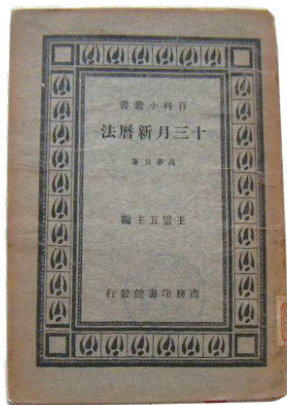 百科小叢書
十三月新曆法
高夢旦著
王雲五主編
商務印書館發行